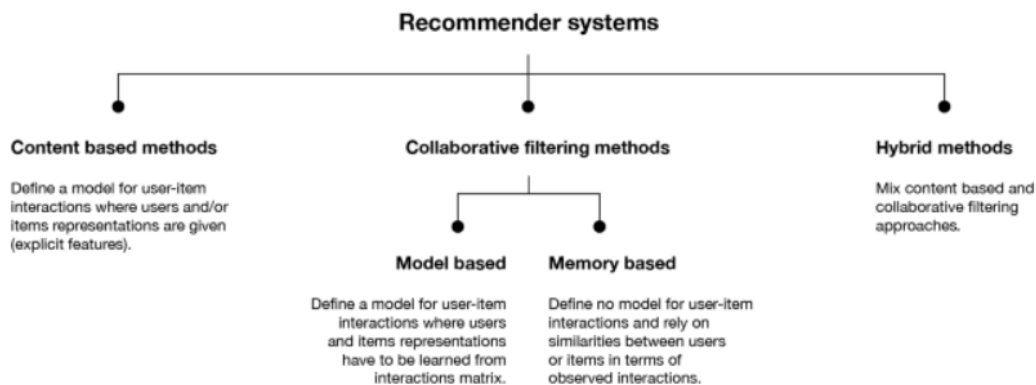 Recommender systems
Content based methods
Define a model for user-item
interactions where users and/or
items representations are given
(explicit features).
Collaborative filtering methods
Model based
Define a model for user-item
interactions where users
and items representations
have to be learned from
interactions matrix.
Memory based
Define no model for user-item
interactions and rely on
similarities between users
or items in terms of
observed interactions.
Hybrid methods
Mix content based and
collaborative filtering
approaches.